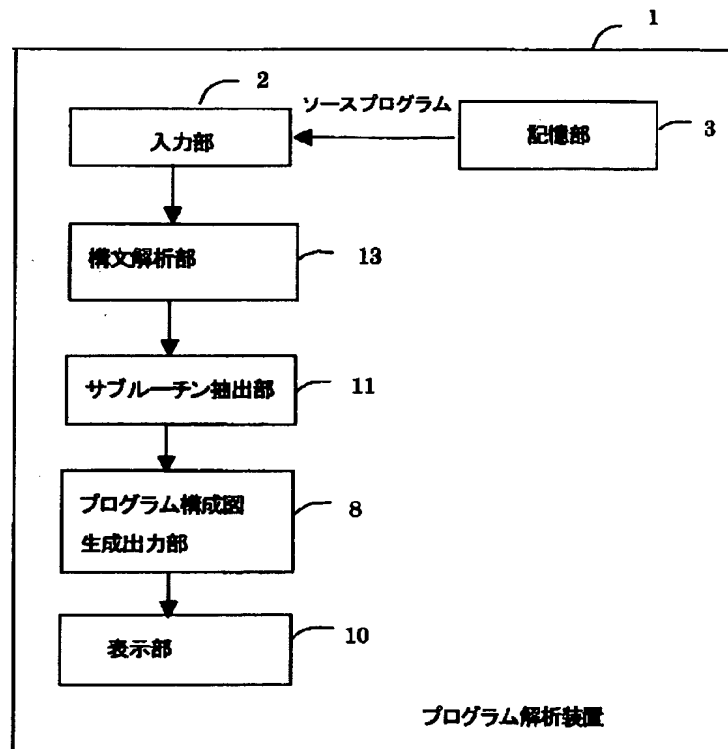 1
2
ソースプログラム
入力部
記憶部
3
構文解析部
13
サブルーチン抽出部
11
プログラム構成図
生成出力部
8
表示部
10
プログラム解析装置